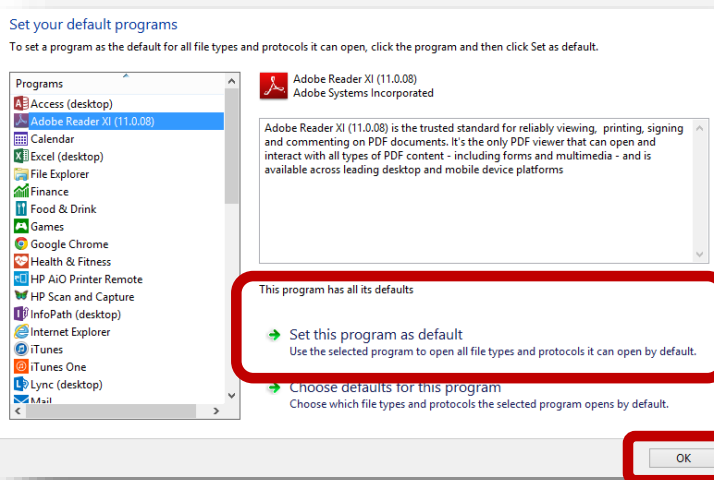 Set your default programs
To set a program as the default for all file types and protocols it can open, click the program and then click Set as default.
Programs
Access (desktop)
Adobe Reader XI (11.0.08)
Calendar
Excel (desktop)
File Explorer
Finance
Food & Drink
Games
Google Chrome
Health & Fitness
HP AiO Printer Remote
HP Scan and Capture
InfoPath (desktop)
Internet Explorer
iTunes
iTunes One
Lync (desktop)
Mail
Adobe Reader XI (11.0.08)
Adobe Systems Incorporated
Adobe Reader XI (11.0.08) is the trusted standard for reliably viewing, printing, signing
and commenting on PDF documents. It's the only PDF viewer that can open and
interact with all types of PDF content - including forms and multimedia - and is
available across leading desktop and mobile device platforms
This program has all its defaults
Set this program as default
Use the selected program to open all file types and protocols it can open by default.
Choose defaults for this program
Choose which file types and protocols the selected program opens by default.
OK